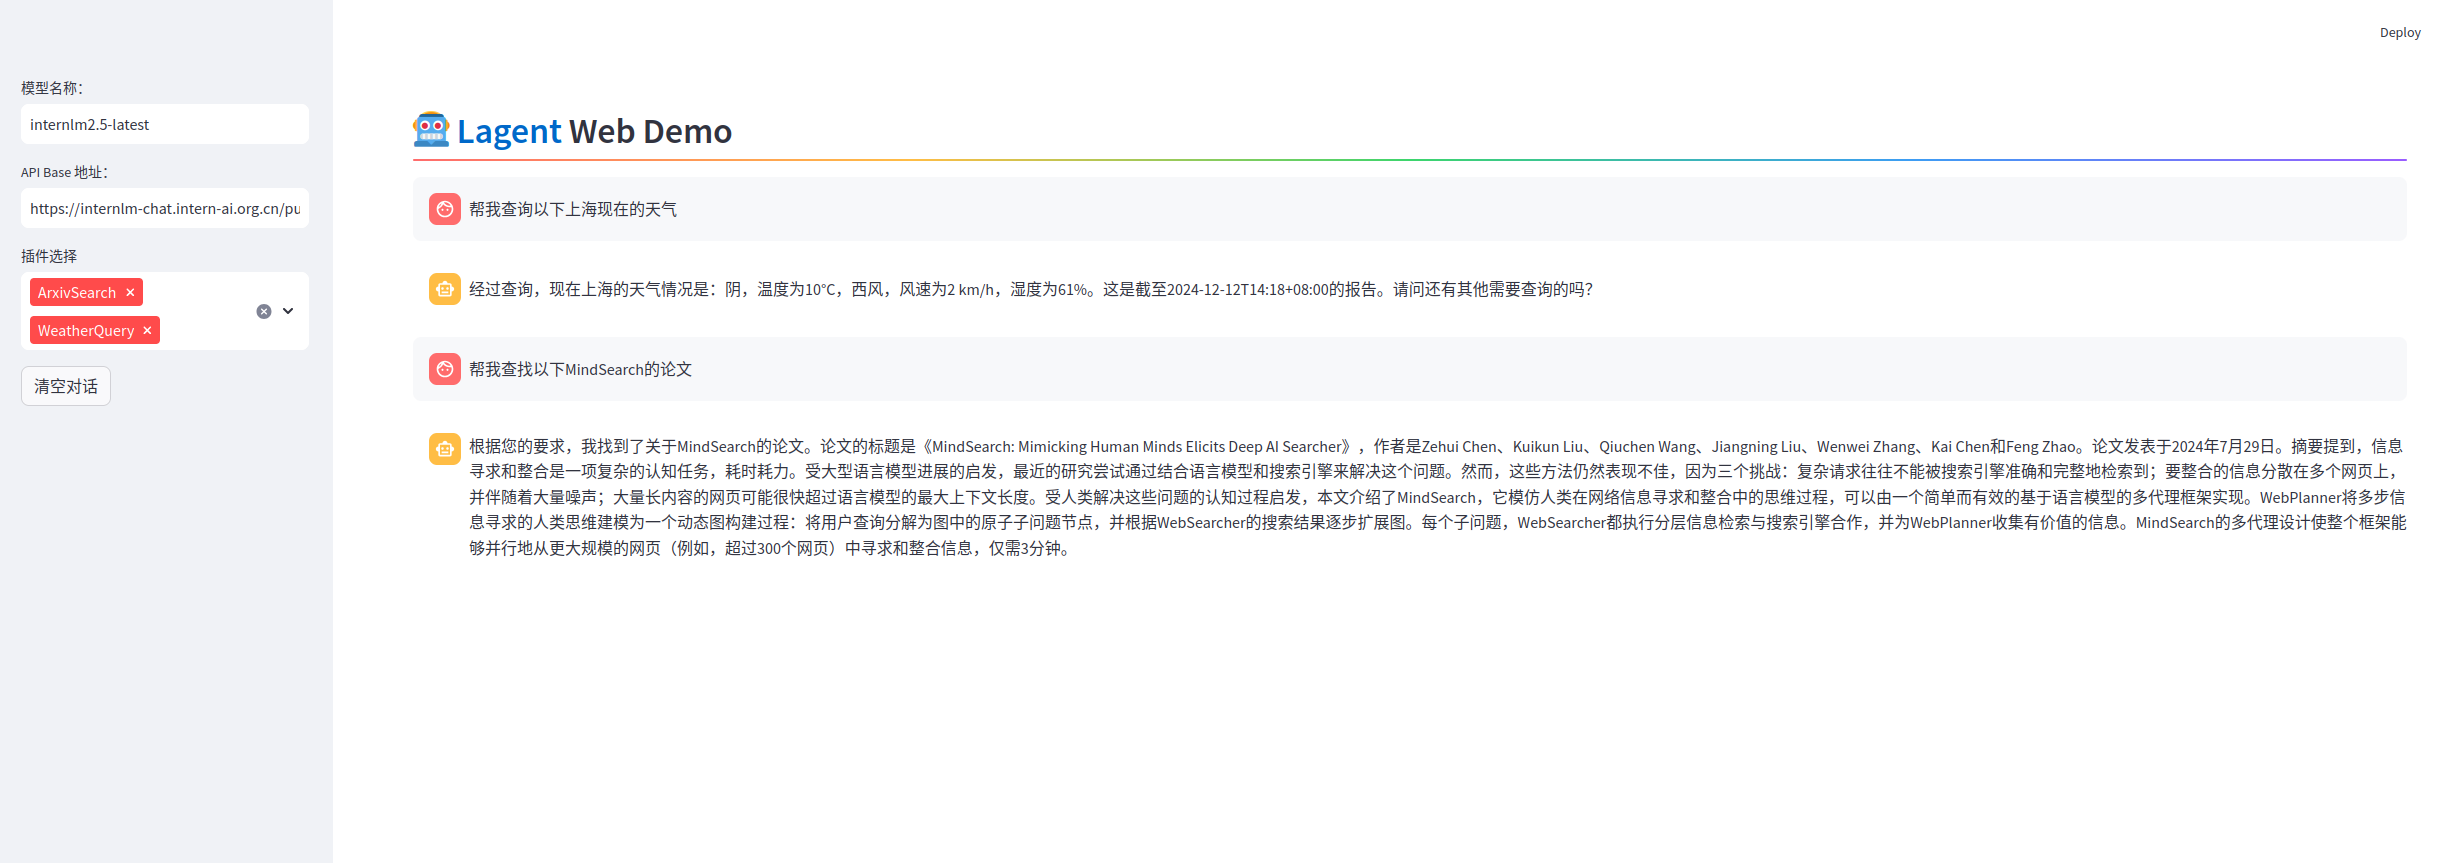 Deploy
模型名称：
internlm2.5-latest
API Base 地址：
https://internlm-chat.intern-ai.org.cn/pu
插件选择
ArxivSearch
WeatherQuery
清空对话
Lagent Web Demo
帮我查询以下上海现在的天气
经过查询，现在上海的天气情况是：阴，温度为10°C，西风，风速为2 km/h，湿度为61%。这是截至2024-12-12T14:18+08:00的报告。请问还有其他需要查询的吗？
帮我查找以下MindSearch的论文
根据您的要求，我找到了关于MindSearch的论文。论文的标题是《MindSearch: Mimicking Human Minds Elicits Deep AI Searcher》，作者是Zehui Chen、Kuikun Liu、Qiuchen Wang、Jiangning Liu、Wenwei Zhang、Kai Chen和Feng Zhao。论文发表于2024年7月29日。摘要提到，信息
寻求和整合是一项复杂的认知任务，耗时耗力。受大型语言模型进展的启发，最近的研究尝试通过结合语言模型和搜索引擎来解决这个问题。然而，这些方法仍然表现不佳，因为三个挑战：复杂请求往往不能被搜索引擎准确和完整地检索到；要整合的信息分散在多个网页上，
并伴随着大量噪声；大量长内容的网页可能很快超过语言模型的最大上下文长度。受人类解决这些问题的认知过程启发，本文介绍了MindSearch，它模仿人类在网络信息寻求和整合中的思维过程，可以由一个简单而有效的基于语言模型的多代理框架实现。WebPlanner将多步信
息寻求的人类思维建模为一个动态图构建过程：将用户查询分解为图中的原子子问题节点，并根据WebSearcher的搜索结果逐步扩展图。每个子问题，WebSearcher都执行分层信息检索与搜索引擎合作，并为WebPlanner收集有价值的信息。MindSearch的多代理设计使整个框架能
够并行地从更大规模的网页（例如，超过300个网页）中寻求和整合信息，仅需3分钟。